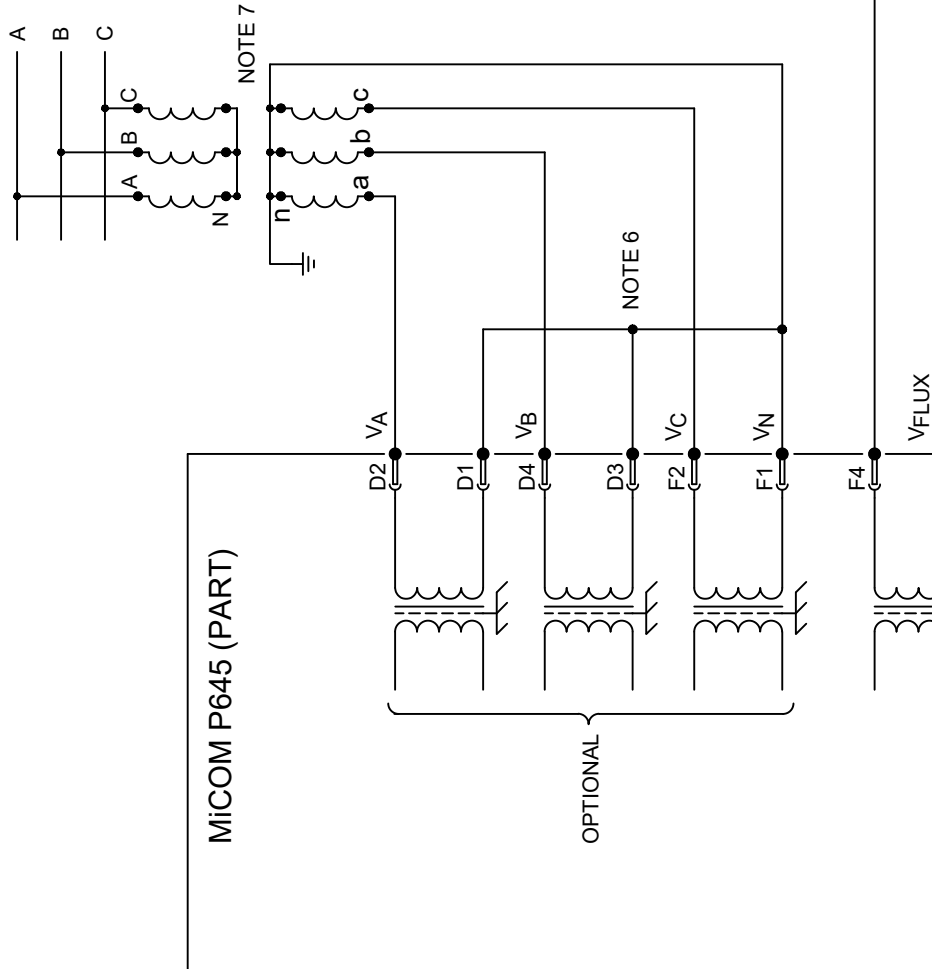 A
B
C
NOTE 7
A
B
C
N
n
a
b
c
NOTE 6
MiCOM P645 (PART)
D2
VA
D1
D4
VB
D3
F2
VC
F1
VN
F4
VFLUX
OPTIONAL